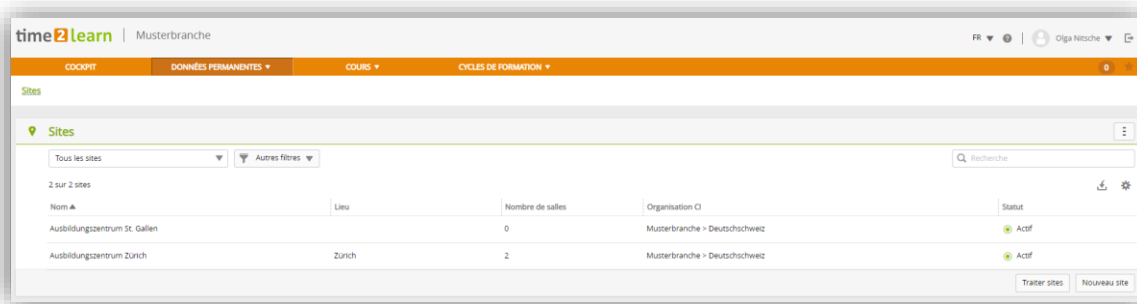 time2learn | Musterbranche FR Olga Nitsche
COCKPIT DONNÉES PERMANENTES COURS CYCLES DE FORMATION 0
Sites
Sites
Tous les sites Autres filtres Recherche
2 sur 2 sites
Nom Lieu Nombre de salles Organisation CI Statut
Ausbildungszentrum St. Gallen 0 Musterbranche > Deutschschweiz Actif
Ausbildungszentrum Zürich Zürich 2 Musterbranche > Deutschschweiz Actif
Traiter sites Nouveau site